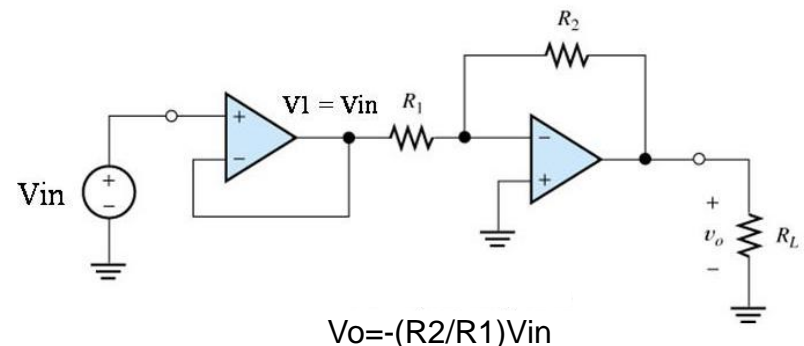 R2
V1 = Vin
R1
+
−
−
+
Vin
+
−
+
vo
RL
−
Vo=-(R2/R1)Vin